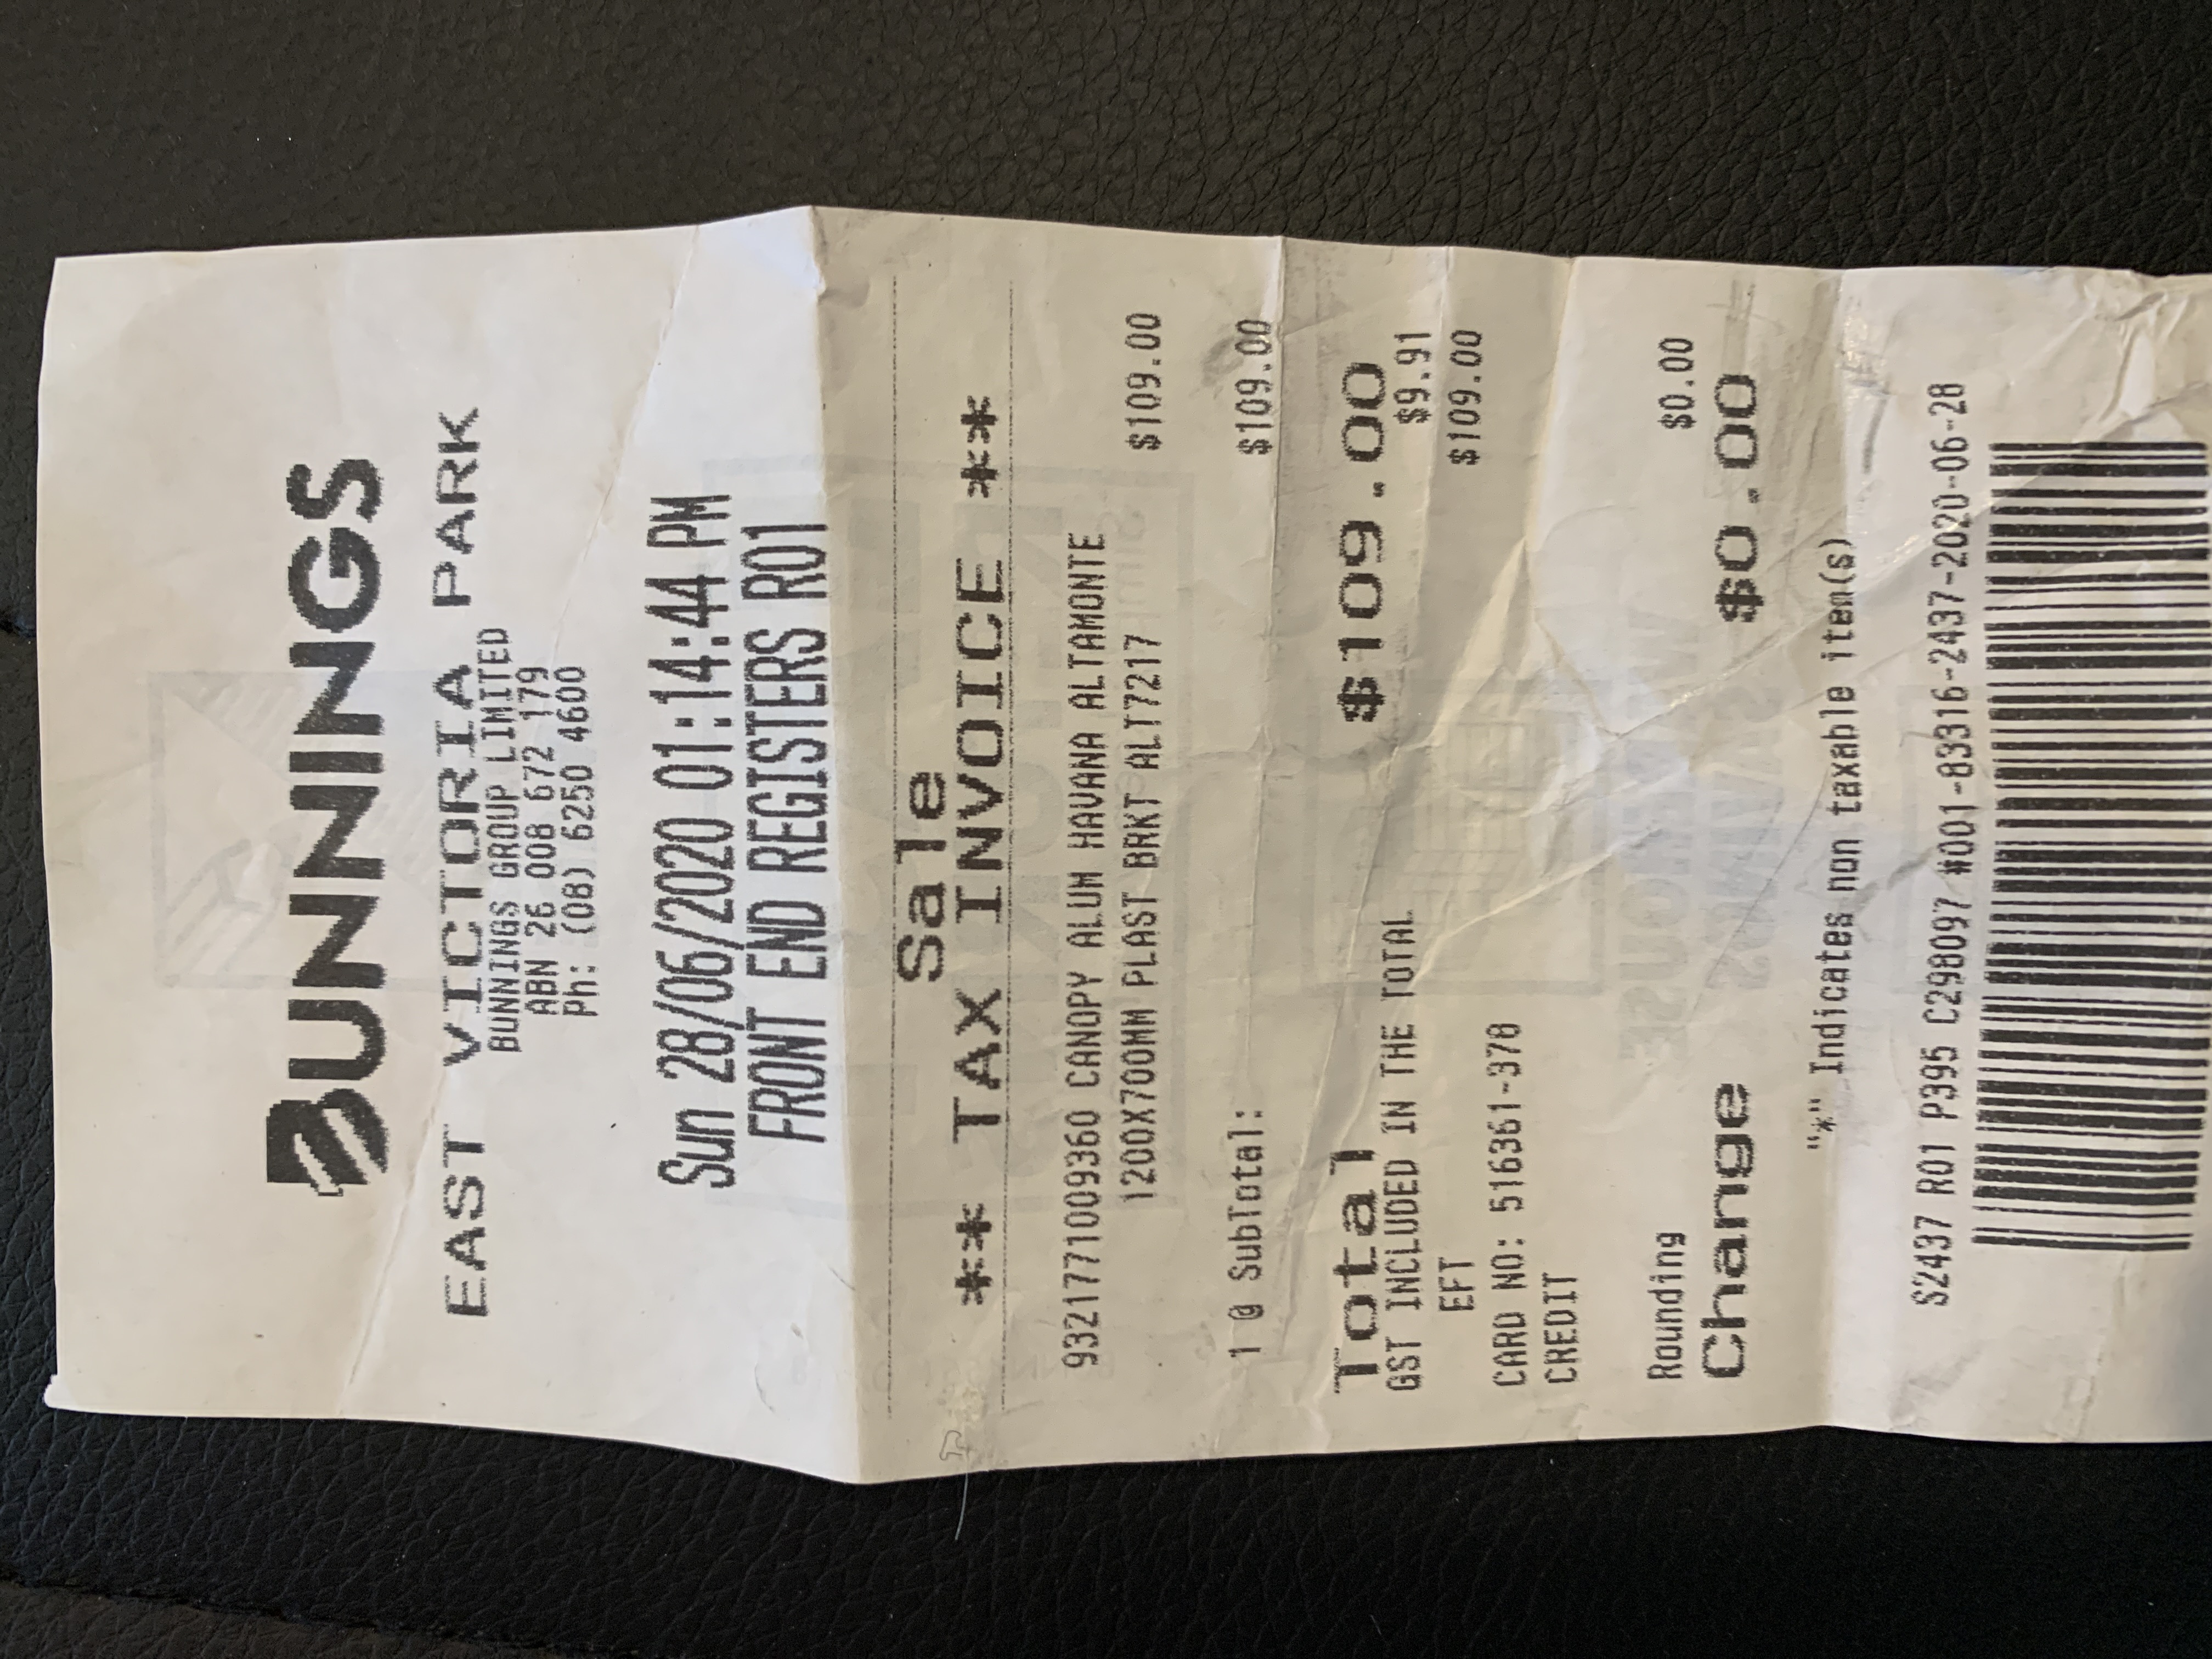 BUNNINGS
EAST VICTORIA PARK
BUNNINGS GROUP LIMITED
ABN 26 008 672 179
Ph: (08) 6250 4600
Sun 28/06/2020 01:14:44 PM
FRONT END REGISTERS R01
Sale
** TAX INVOICE **
9321771009360 CANOPY ALUM HAVANA ALTAMONTE
1200X700MM PLAST BRKT ALT7217 $109.00
1 @ SubTotal: $109.00
Total $109.00
GST INCLUDED IN THE TOTAL $9.91
EFT $109.00
CARD NO: 516361-378
CREDIT
Rounding $0.00
Change $0.00
"*" Indicates non taxable item(s)
S2437 R01 P395 C298097 #001-83316-2437-2020-06-28